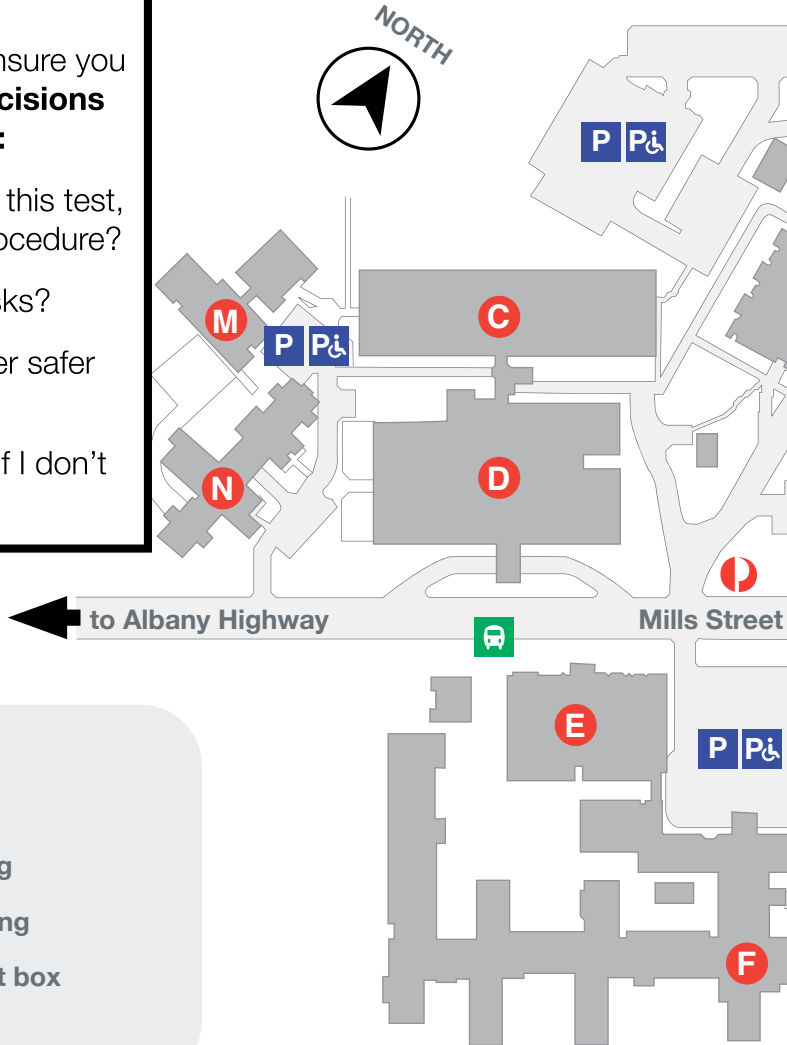 nsure you
cisions
:
this test,
ocedure?
sks?
er safer
f I don't
NORTH
P P
M
C
P P
N
D
to Albany Highway
Mills Street
E
P P
F
g
ng
t box